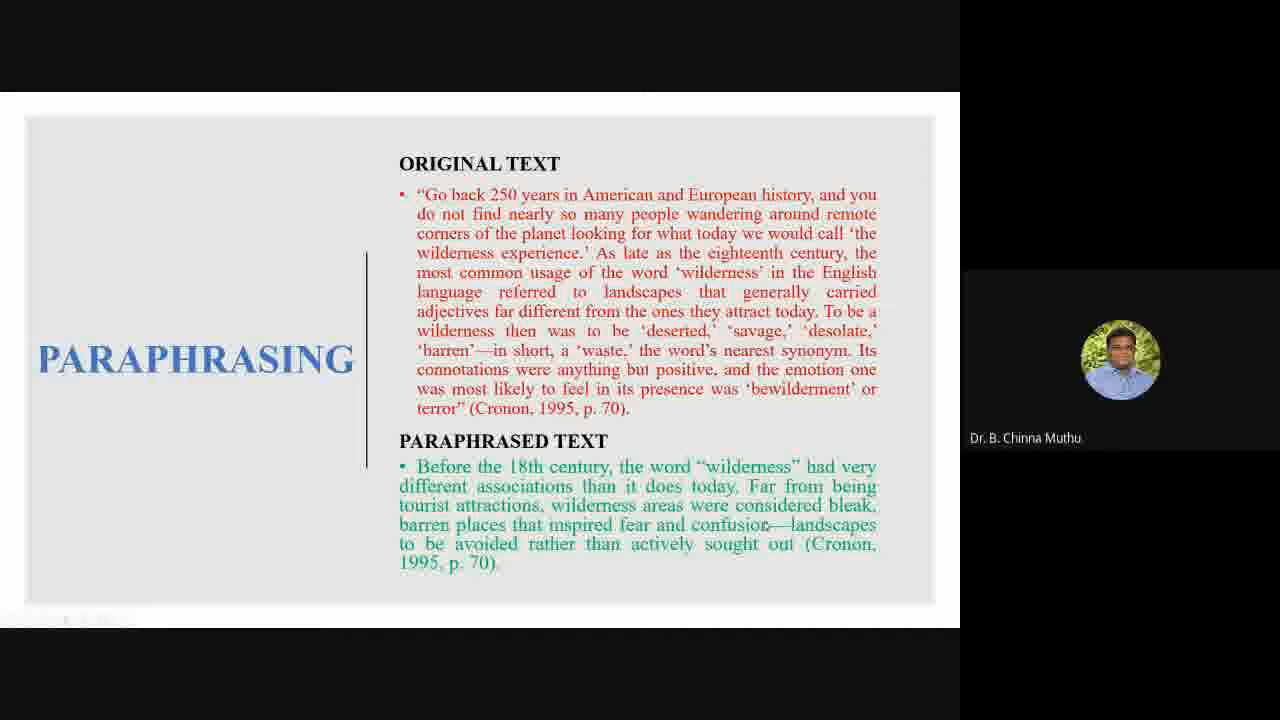 PARAPHRASING
ORIGINAL TEXT
• “Go back 250 years in American and European history, and you
do not find nearly so many people wandering around remote
corners of the planet looking for what today we would call ‘the
wilderness experience.’ As late as the eighteenth century, the
most common usage of the word ‘wilderness’ in the English
language referred to landscapes that generally carried
adjectives far different from the ones they attract today. To be a
wilderness then was to be ‘deserted,’ ‘savage,’ ‘desolate,’
‘barren’—in short, a ‘waste,’ the word’s nearest synonym. Its
connotations were anything but positive, and the emotion one
was most likely to feel in its presence was ‘bewilderment’ or
terror” (Cronon, 1995, p. 70).
PARAPHRASED TEXT
• Before the 18th century, the word “wilderness” had very
different associations than it does today. Far from being
tourist attractions, wilderness areas were considered bleak,
barren places that inspired fear and confusion—landscapes
to be avoided rather than actively sought out (Cronon,
1995, p. 70).
Dr. B. Chinna Muthu